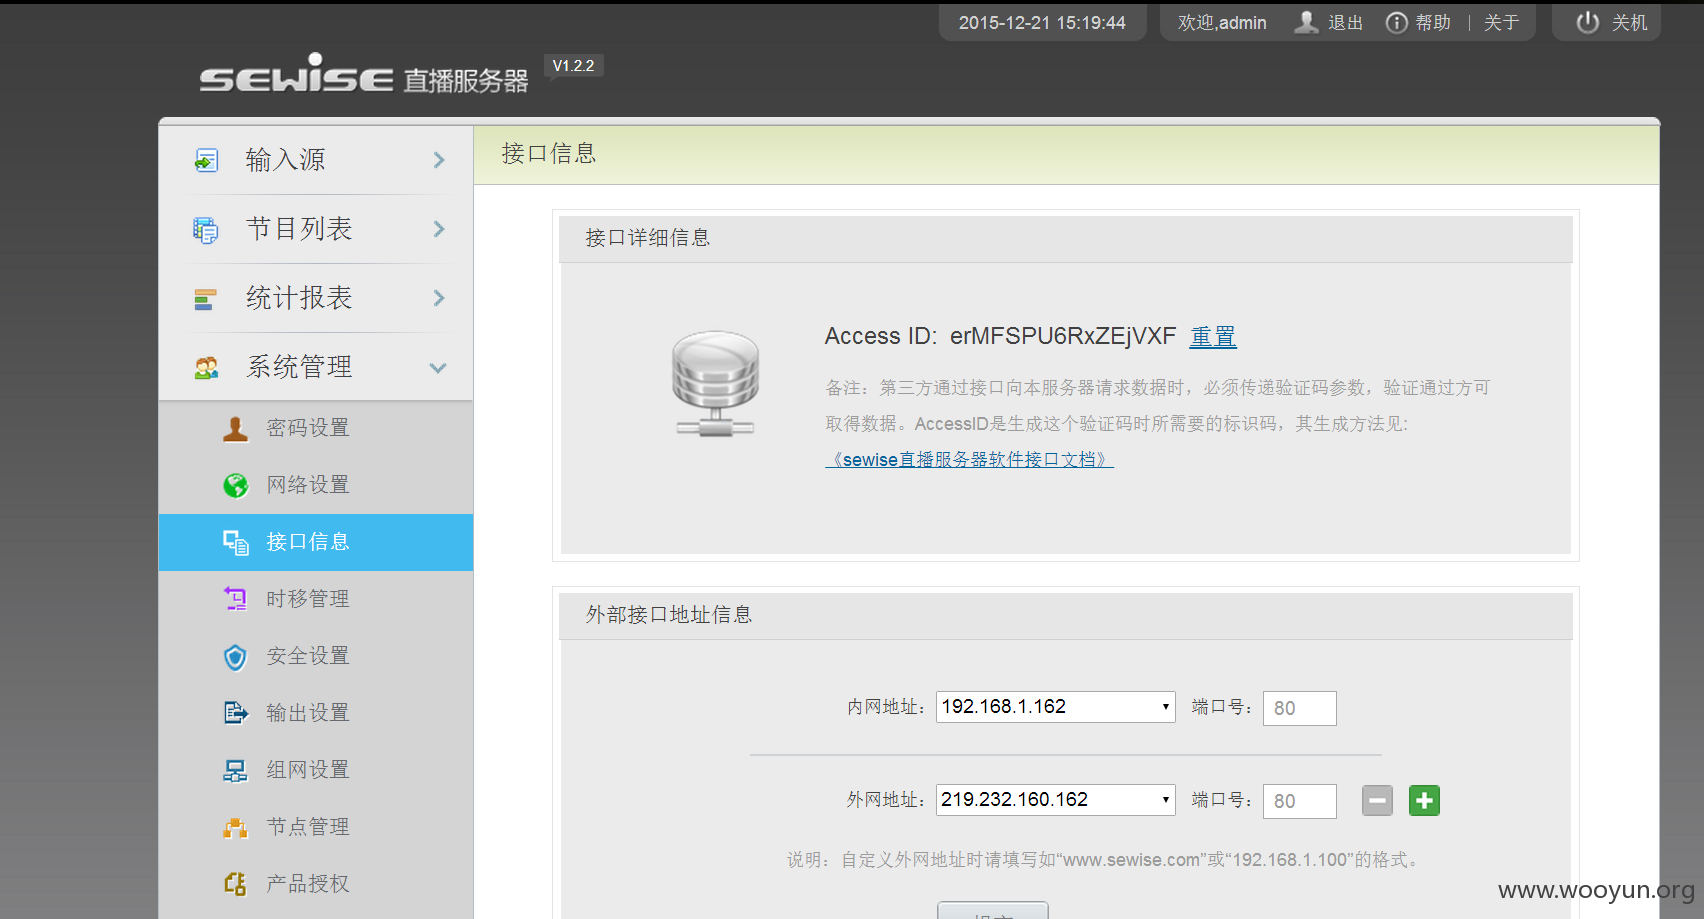 2015-12-21 15:19:44
欢迎,admin 退出 帮助 | 关于
关机
SEWISE 直播服务器 V1.2.2
输入源
节目列表
统计报表
系统管理
密码设置
网络设置
接口信息
时移管理
安全设置
输出设置
组网设置
节点管理
产品授权
接口信息
接口详细信息
Access ID: erMFSPU6RxZEjVXF 重置
备注：第三方通过接口向本服务器请求数据时，必须传递验证码参数，验证通过方可
取得数据。AccessID是生成这个验证码时所需要的标识码，其生成方法见:
《sewise直播服务器软件接口文档》
外部接口地址信息
内网地址： 192.168.1.162 端口号： 80
外网地址： 219.232.160.162 端口号： 80
说明：自定义外网地址时请填写如“www.sewise.com”或“192.168.1.100”的格式。
www.wooyun.org